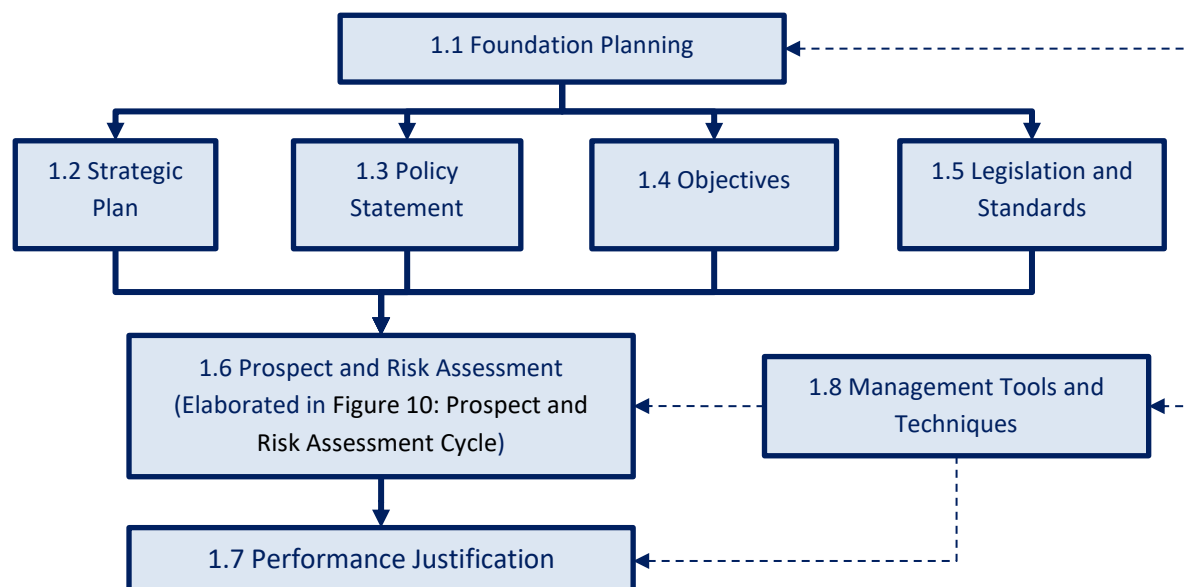 1.1 Foundation Planning
1.2 Strategic
Plan
1.3 Policy
Statement
1.4 Objectives
1.5 Legislation and
Standards
1.6 Prospect and Risk Assessment
(Elaborated in Figure 10: Prospect and
Risk Assessment Cycle)
1.8 Management Tools and
Techniques
1.7 Performance Justification